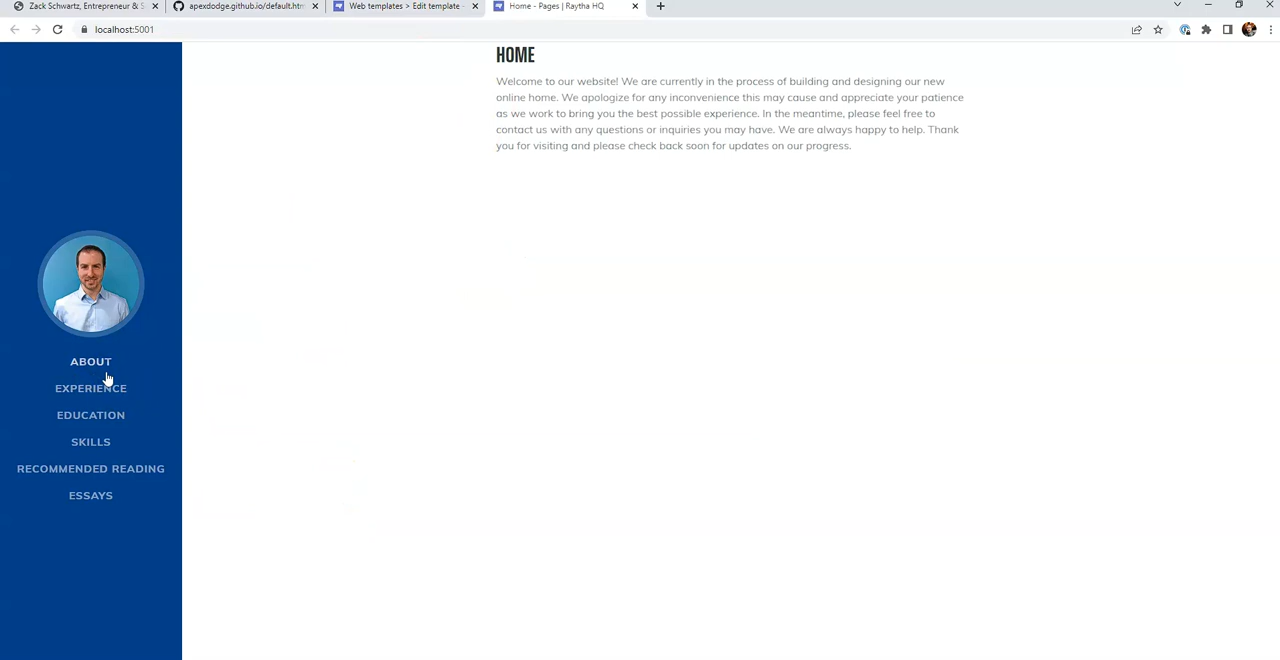 Zack Schwartz, Entrepreneur & S
apexdodge.github.io/default.htm
Web templates > Edit template -
Home - Pages | Raytha HQ
localhost:5001
HOME
Welcome to our website! We are currently in the process of building and designing our new
online home. We apologize for any inconvenience this may cause and appreciate your patience
as we work to bring you the best possible experience. In the meantime, please feel free to
contact us with any questions or inquiries you may have. We are always happy to help. Thank
you for visiting and please check back soon for updates on our progress.
ABOUT
EXPERIENCE
EDUCATION
SKILLS
RECOMMENDED READING
ESSAYS